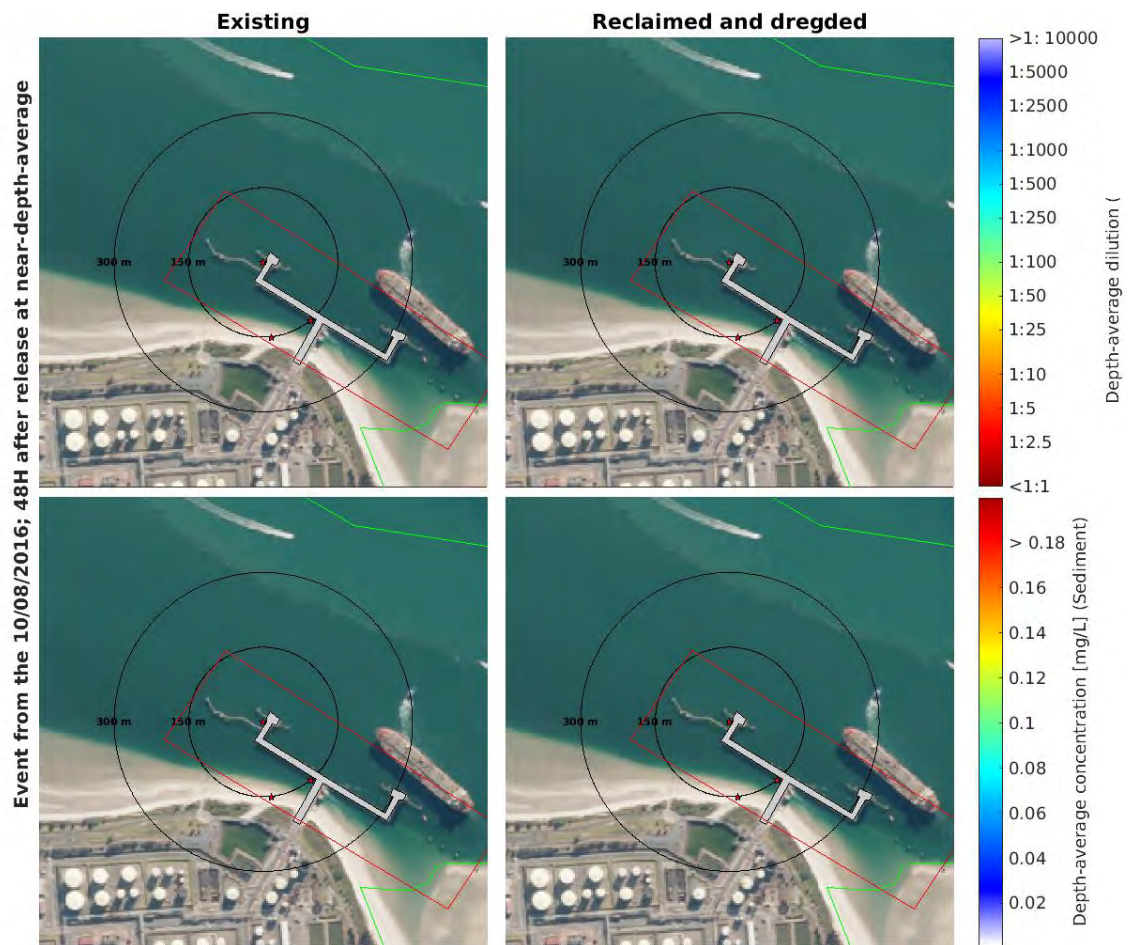 Existing
Reclaimed and dregded
Event from the 10/08/2016; 48H after release at near-depth-average
300 m
150 m
300 m
150 m
>1: 10000
1:5000
1:2500
1:1000
1:500
1:250
1:100
1:50
1:25
1:10
1:5
1:2.5
<1:1
Depth-average dilution (
300 m
150 m
300 m
150 m
> 0.18
0.16
0.14
0.12
0.1
0.08
0.06
0.04
0.02
Depth-average concentration [mg/L] (Sediment)